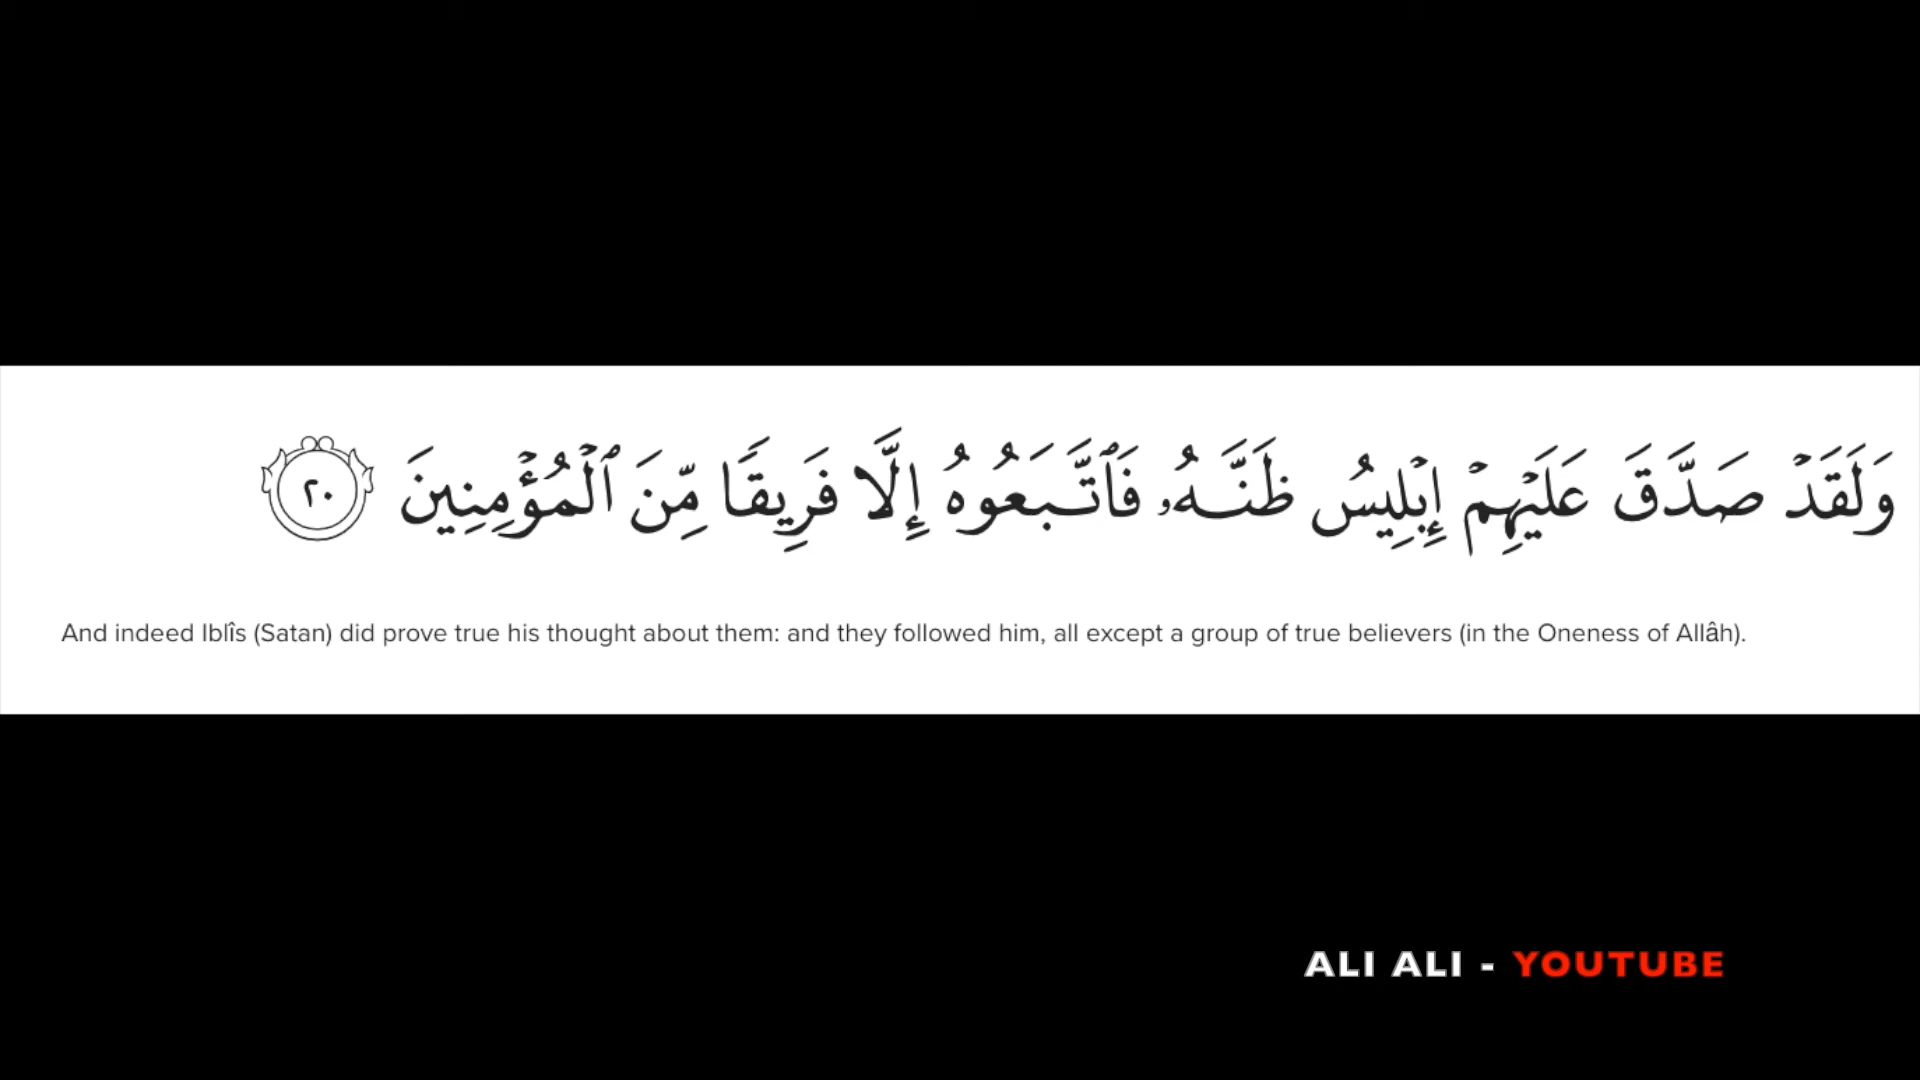 وَلَقَدْ صَدَّقَ عَلَيْهِمْ إِبْلِيسُ ظَنَّهُۥ فَٱتَّبَعُوهُ إِلَّا فَرِيقًا مِّنَ ٱلْمُؤْمِنِينَ ٢٠
And indeed Iblîs (Satan) did prove true his thought about them: and they followed him, all except a group of true believers (in the Oneness of Allâh).
ALI ALI - YOUTUBE